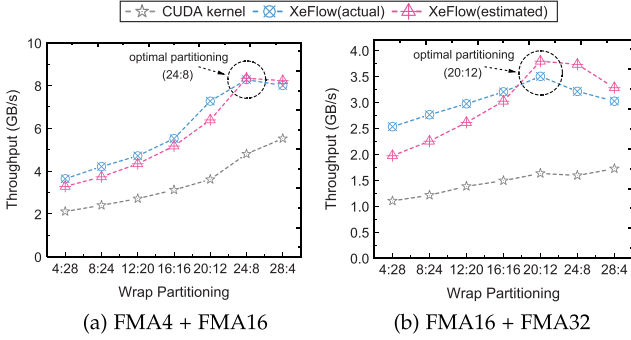 CUDA kernel XeFlow(actual) XeFlow(estimated)
10
8
6
4
2
0
Throughput (GB/s)
optimal partitioning
(24:8)
4:28 8:24 12:20 16:16 20:12 24:8 28:4
Wrap Partitioning
(a) FMA4 + FMA16
4.0
3.5
3.0
2.5
2.0
1.5
1.0
0.5
0.0
Throughput (GB/s)
optimal partitioning
(20:12)
4:28 8:24 12:20 16:16 20:12 24:8 28:4
Wrap Partitioning
(b) FMA16 + FMA32